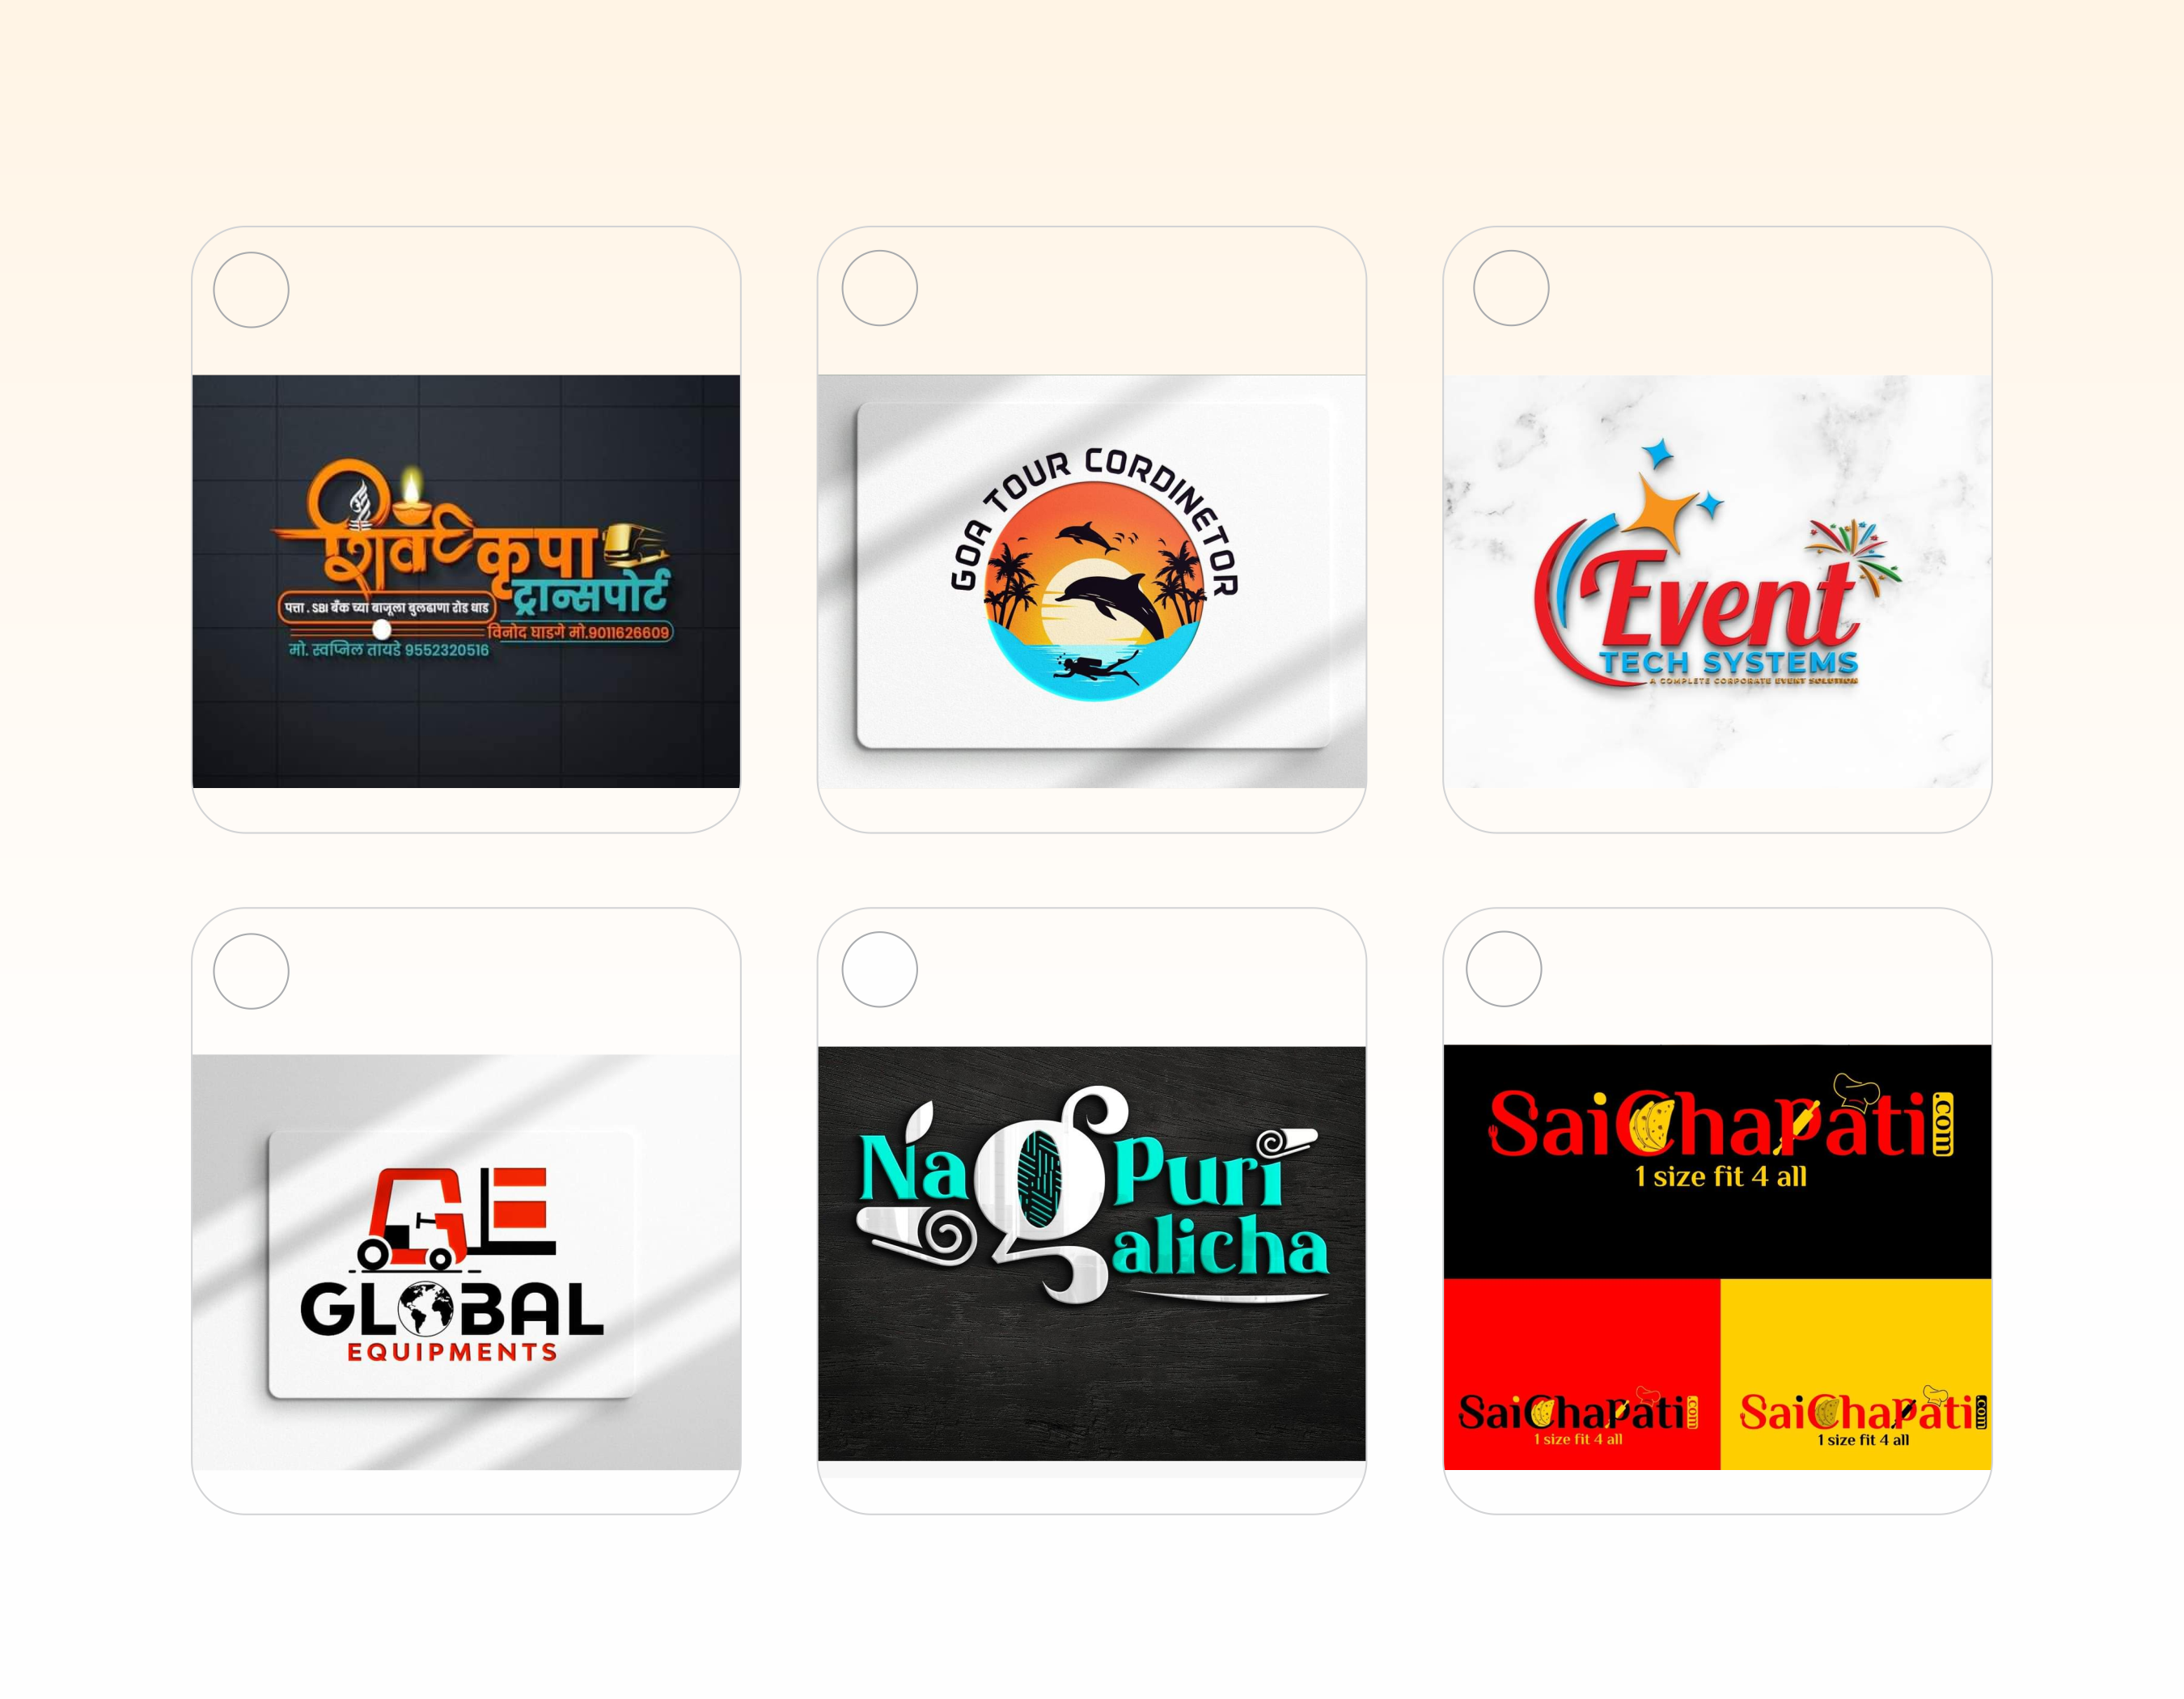 शिव कृपा
ट्रान्सपोर्ट
पत्ता . SBI बँक च्या बाजूला बुलढाणा रोड धाड
विनोद घाडगे मो.9011626609
मो. स्वप्निल तायडे 9552320516
GOA TOUR CORDINETOR
Event
TECH SYSTEMS
A COMPLETE CORPORATE EVENT SOLUTION
GE
GLOBAL
EQUIPMENTS
NagPuri
galicha
SaiChapati.com
1 size fit 4 all
SaiChapati.com
1 size fit 4 all
SaiChapati.com
1 size fit 4 all